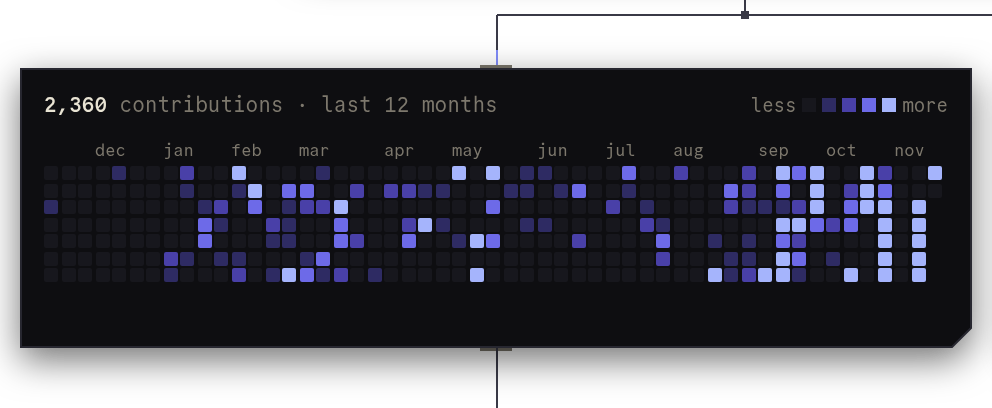 2,360 contributions · last 12 months
less more
dec jan feb mar apr may jun jul aug sep oct nov